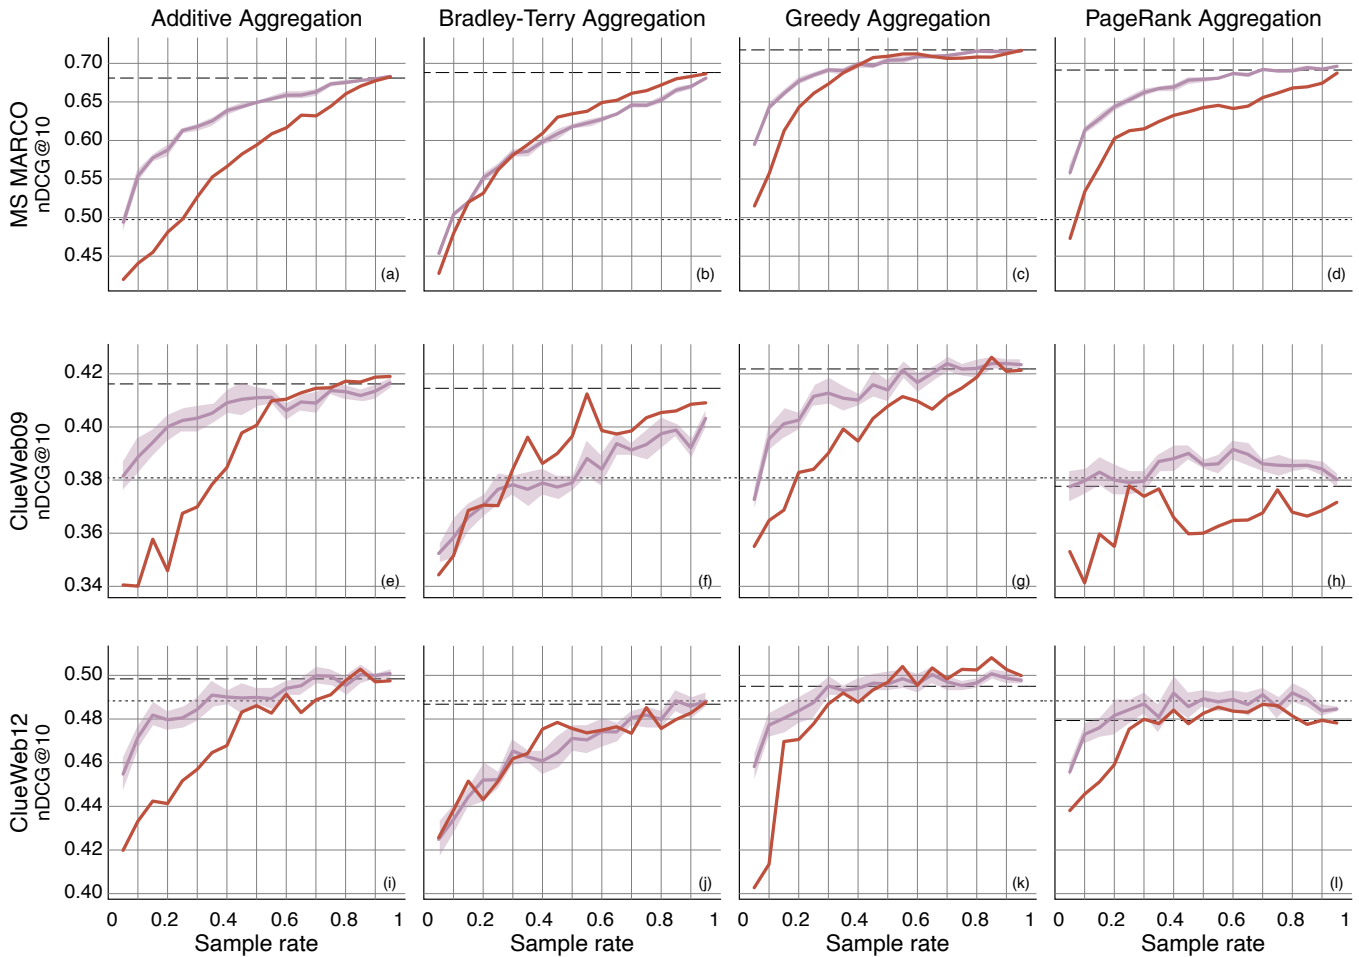 Additive Aggregation
Bradley-Terry Aggregation
Greedy Aggregation
PageRank Aggregation
MS MARCO
nDCG@10
0.70
0.65
0.60
0.55
0.50
0.45
(a)
(b)
(c)
(d)
ClueWeb09
nDCG@10
0.42
0.40
0.38
0.36
0.34
(e)
(f)
(g)
(h)
ClueWeb12
nDCG@10
0.50
0.48
0.46
0.44
0.42
0.40
(i)
(j)
(k)
(l)
0 0.2 0.4 0.6 0.8 1
0 0.2 0.4 0.6 0.8 1
0 0.2 0.4 0.6 0.8 1
0 0.2 0.4 0.6 0.8 1
Sample rate
Sample rate
Sample rate
Sample rate